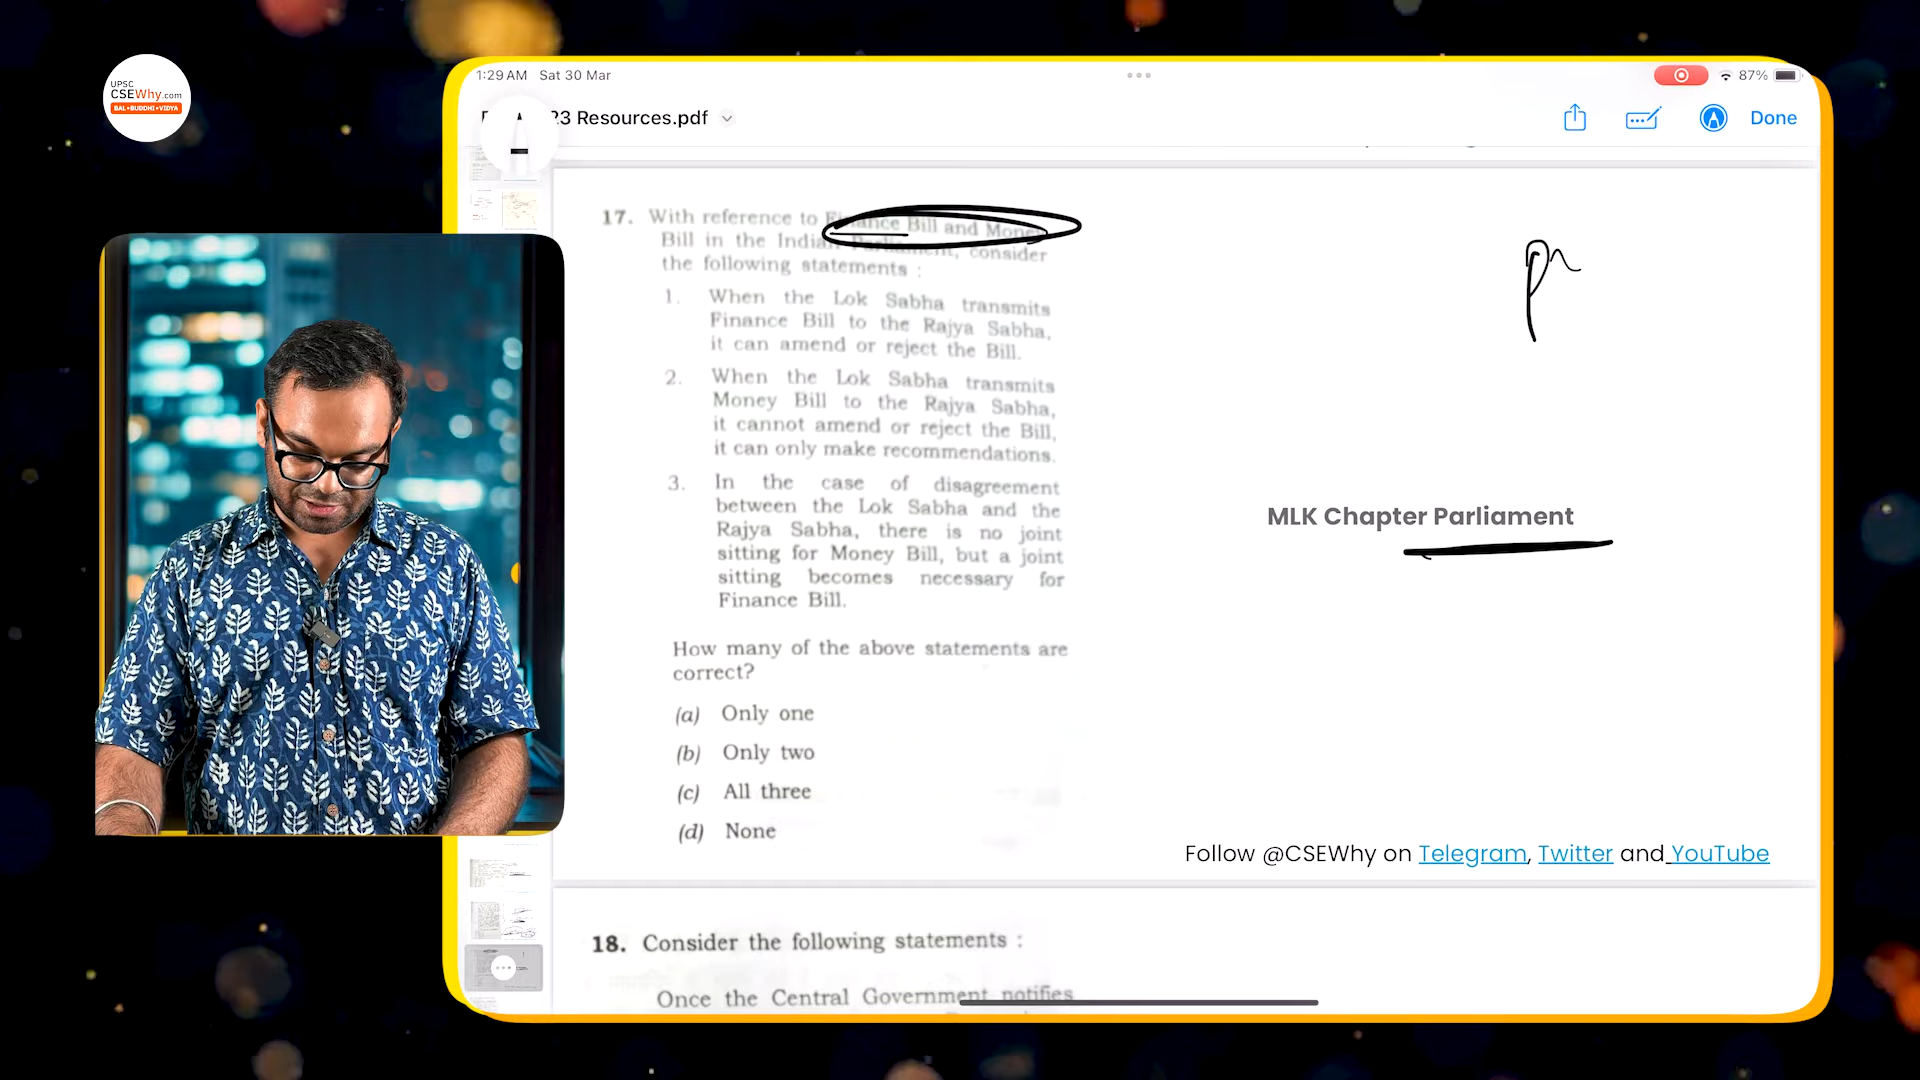 UPSC
CSEWhy.com
BAL•BUDDHI•VIDYA
1:29 AM Sat 30 Mar
87%
23 Resources.pdf
Done
17. With reference to Finance Bill and Money
Bill in the Indian Parliament, consider
the following statements :
1. When the Lok Sabha transmits
Finance Bill to the Rajya Sabha,
it can amend or reject the Bill.
2. When the Lok Sabha transmits
Money Bill to the Rajya Sabha,
it cannot amend or reject the Bill,
it can only make recommendations.
3. In the case of disagreement
between the Lok Sabha and the
Rajya Sabha, there is no joint
sitting for Money Bill, but a joint
sitting becomes necessary for
Finance Bill.
How many of the above statements are
correct?
(a) Only one
(b) Only two
(c) All three
(d) None
MLK Chapter Parliament
Follow @CSEWhy on Telegram, Twitter and YouTube
18. Consider the following statements :
Once the Central Government notifies